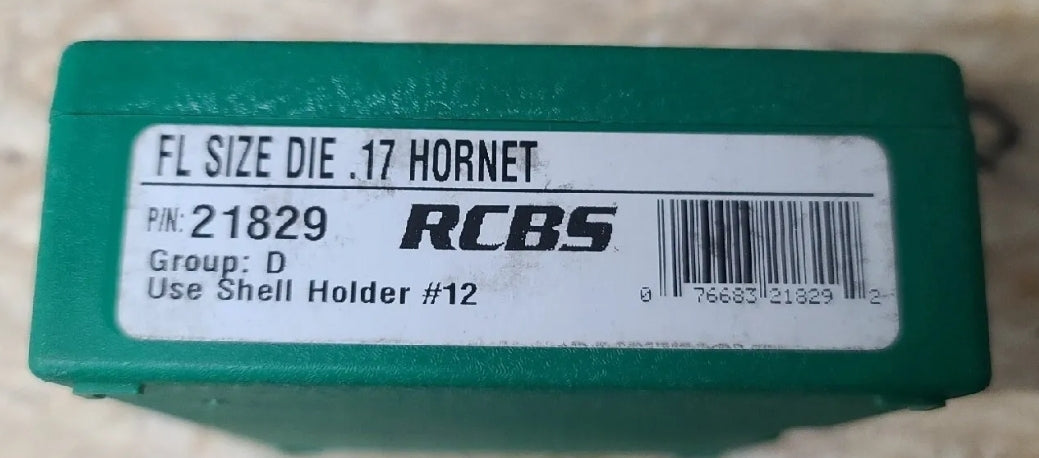 FL SIZE DIE .17 HORNET
P/N: 21829
RCBS
Group: D
Use Shell Holder #12
0 76683 21829 2